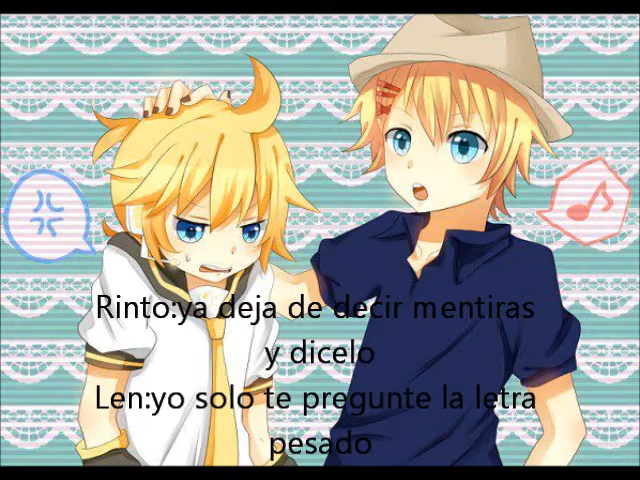 Rinto:ya deja de decir mentiras
y dicelo
Len:yo solo te pregunte la letra
pesado